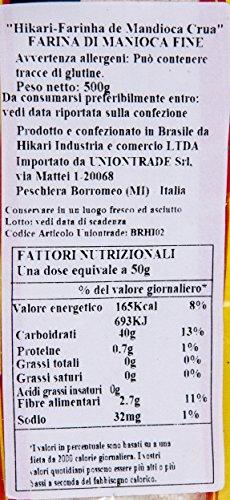 "Hikari-Farinha de Mandioca Crua"
FARINA DI MANIOCA FINE
Avvertenza allergeni: Può contenere
tracce di glutine.
Peso netto: 500g
Da consumarsi preferibilmente entro:
vedi data riportata sulla confezione
Prodotto e confezionato in Brasile da
Hikari Industria e comercio LTDA
Importato da UNIONTRADE Srl,
via Mattei 1-20068
Peschiera Borromeo (MI) - Italia
Conservare in un luogo fresco ed asciutto
Lotto: vedi data di scadenza
Codice Articolo Uniontrade: BRHI02
FATTORI NUTRIZIONALI
Una dose equivale a 50g
% del valore giornaliero*
Valore energetico 165Kcal 8%
693KJ
Carboidrati 40g 13%
Proteine 0.7g 1%
Grassi totali 0g 0%
Grassi saturi 0g 0%
Acidi grassi insaturi 0g
Fibre alimentari 2.7g 11%
Sodio 32mg 1%
*I valori in percentuale sono basati su a una
dieta da 2000 calorie giornaliera. I vostri
valori quotidiani possono essere più alti o più
bassi a seconda del fabbisogno calorico.